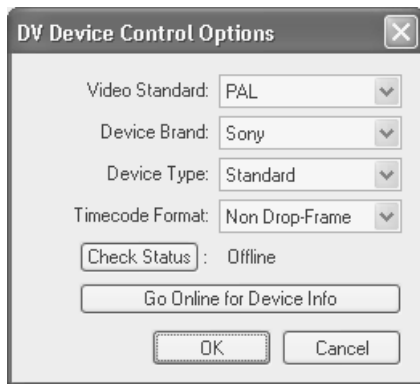 DV Device Control Options
Video Standard: PAL
Device Brand: Sony
Device Type: Standard
Timecode Format: Non Drop-Frame
Check Status : Offline
Go Online for Device Info
OK Cancel